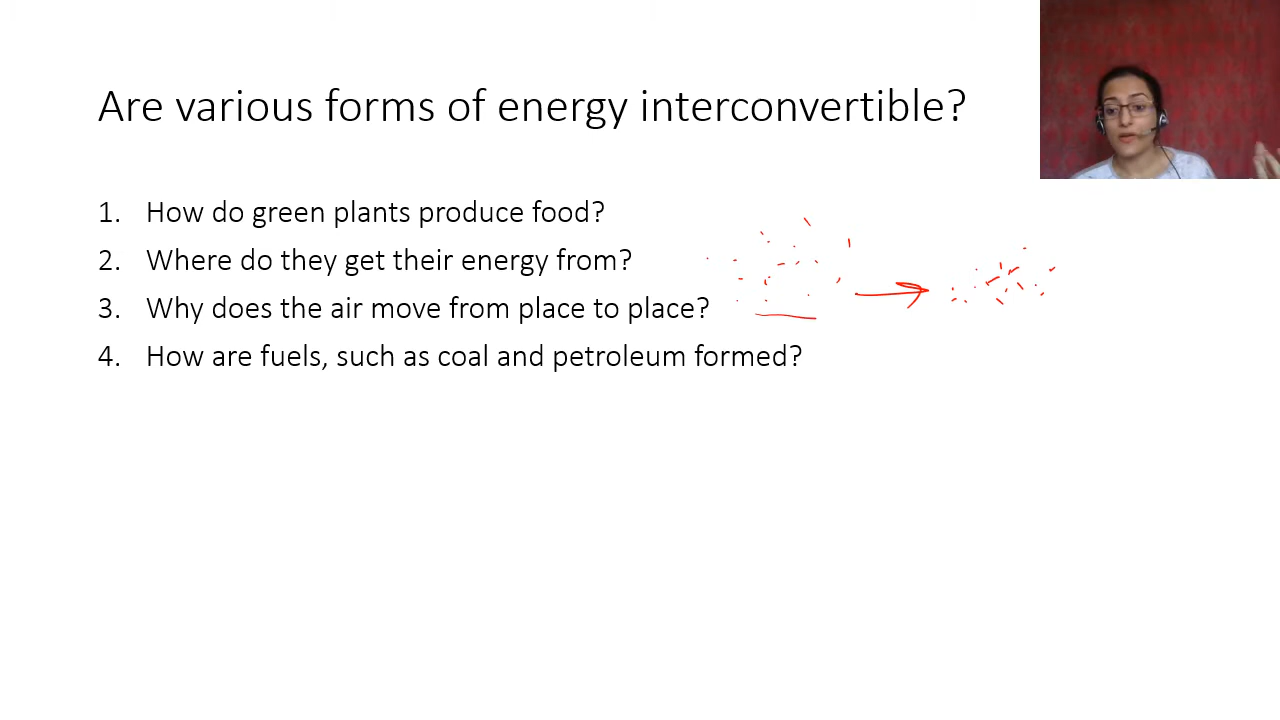 Are various forms of energy interconvertible?
1. How do green plants produce food?
2. Where do they get their energy from?
3. Why does the air move from place to place?
4. How are fuels, such as coal and petroleum formed?